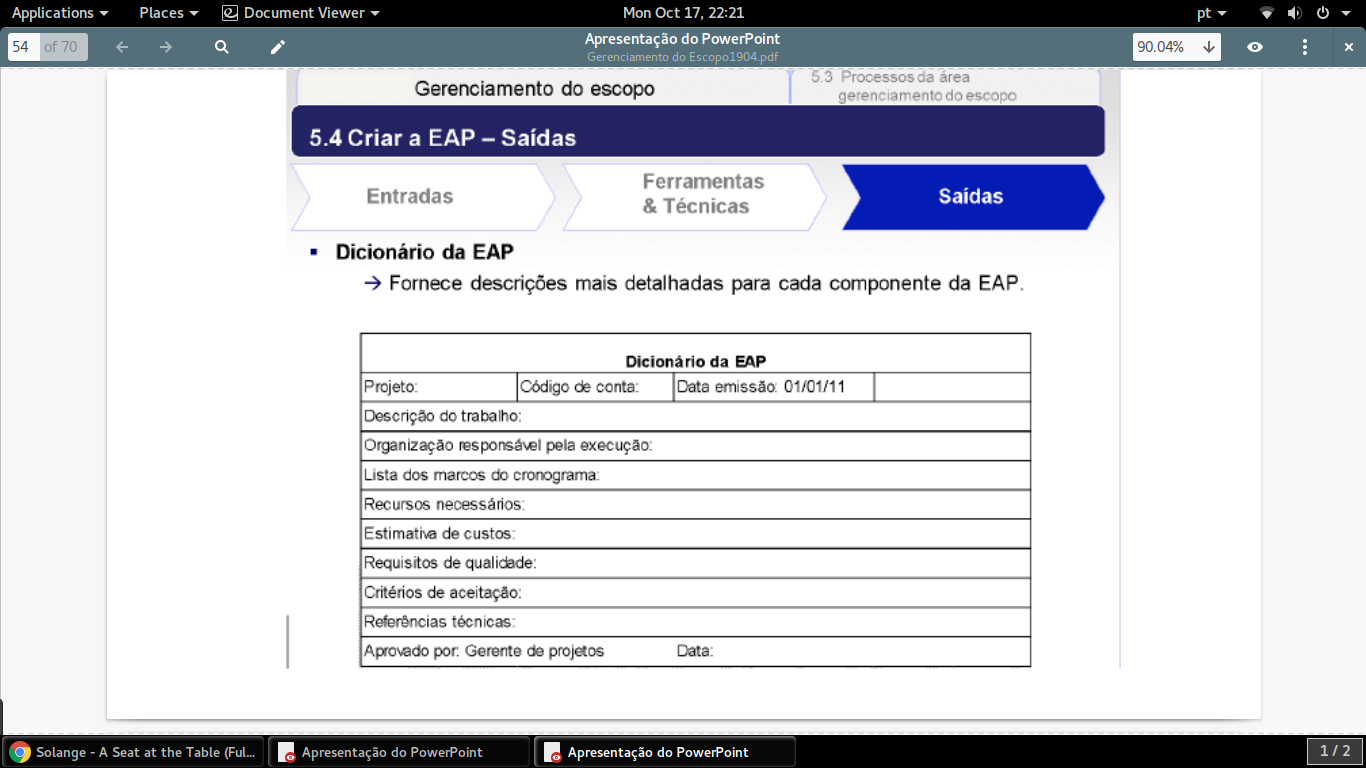 Applications Places Document Viewer Mon Oct 17, 22:21 pt
54 of 70 Apresentação do PowerPoint 90.04%
Gerenciamento do Escopo1904.pdf
Gerenciamento do escopo
5.3 Processos da área
gerenciamento do escopo
5.4 Criar a EAP – Saídas
Entradas
Ferramentas
& Técnicas
Saídas
▪ Dicionário da EAP
→ Fornece descrições mais detalhadas para cada componente da EAP.
Dicionário da EAP
Projeto: Código de conta: Data emissão: 01/01/11
Descrição do trabalho:
Organização responsável pela execução:
Lista dos marcos do cronograma:
Recursos necessários:
Estimativa de custos:
Requisitos de qualidade:
Critérios de aceitação:
Referências técnicas:
Aprovado por: Gerente de projetos Data:
Solange - A Seat at the Table (Ful... Apresentação do PowerPoint Apresentação do PowerPoint 1 / 2